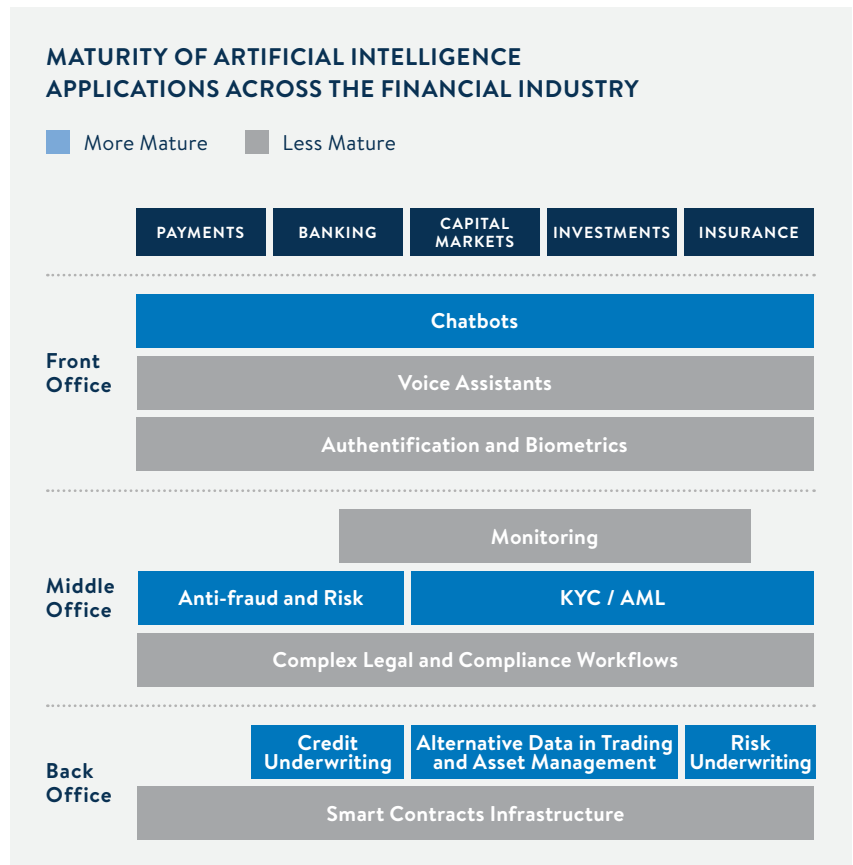 MATURITY OF ARTIFICIAL INTELLIGENCE
APPLICATIONS ACROSS THE FINANCIAL INDUSTRY
More Mature
Less Mature
PAYMENTS
BANKING
CAPITAL
MARKETS
INVESTMENTS
INSURANCE
Front
Office
Chatbots
Voice Assistants
Authentification and Biometrics
Middle
Office
Monitoring
Anti-fraud and Risk
KYC / AML
Complex Legal and Compliance Workflows
Back
Office
Credit
Underwriting
Alternative Data in Trading
and Asset Management
Risk
Underwriting
Smart Contracts Infrastructure